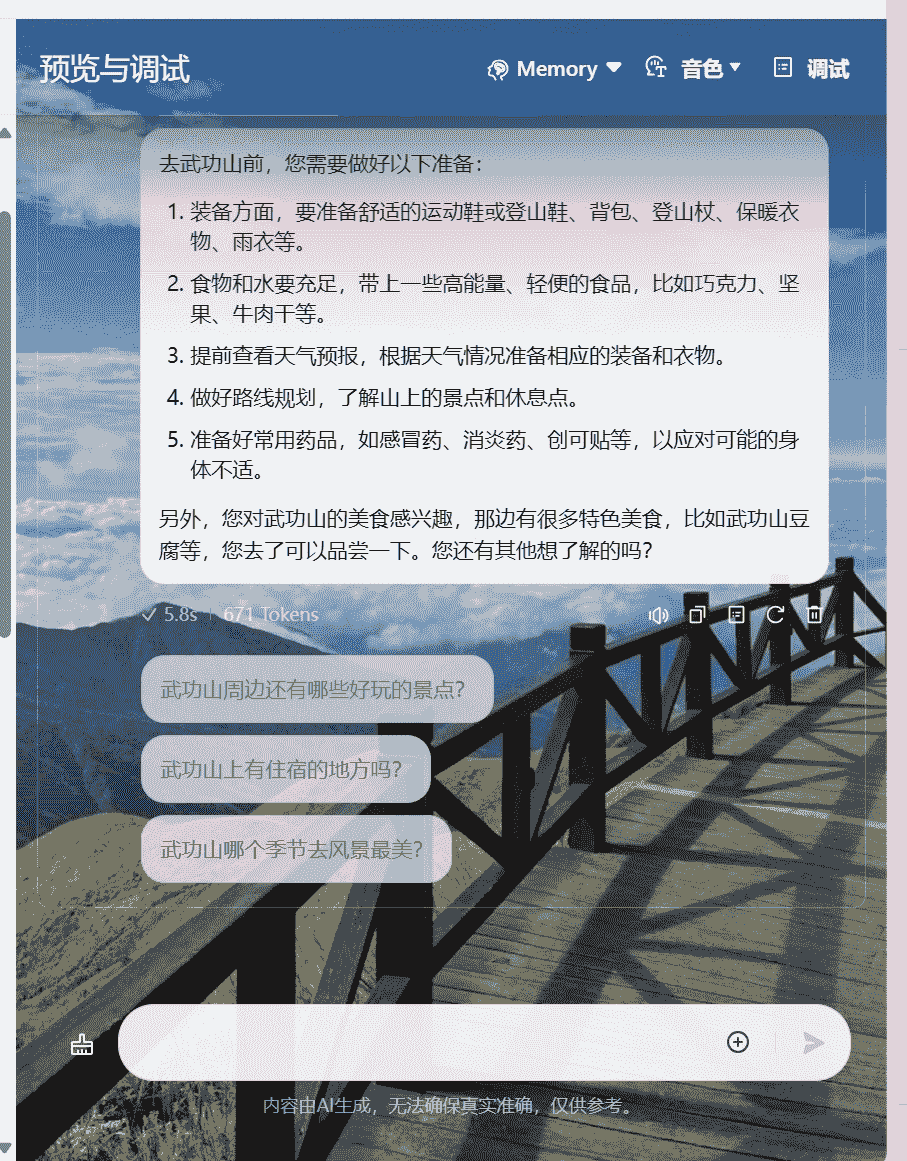 预览与调试
Memory
音色
调试
去武功山前，您需要做好以下准备：
1. 装备方面，要准备舒适的运动鞋或登山鞋、背包、登山杖、保暖衣
物、雨衣等。
2. 食物和水要充足，带上一些高能量、轻便的食品，比如巧克力、坚
果、牛肉干等。
3. 提前查看天气预报，根据天气情况准备相应的装备和衣物。
4. 做好路线规划，了解山上的景点和休息点。
5. 准备好常用药品，如感冒药、消炎药、创可贴等，以应对可能的身
体不适。
另外，您对武功山的美食感兴趣，那边有很多特色美食，比如武功山豆
腐等，您去了可以品尝一下。您还有其他想了解的吗？
5.8s | 671 Tokens
武功山周边还有哪些好玩的景点？
武功山上有住宿的地方吗？
武功山哪个季节去风景最美？
内容由AI生成，无法确保真实准确，仅供参考。